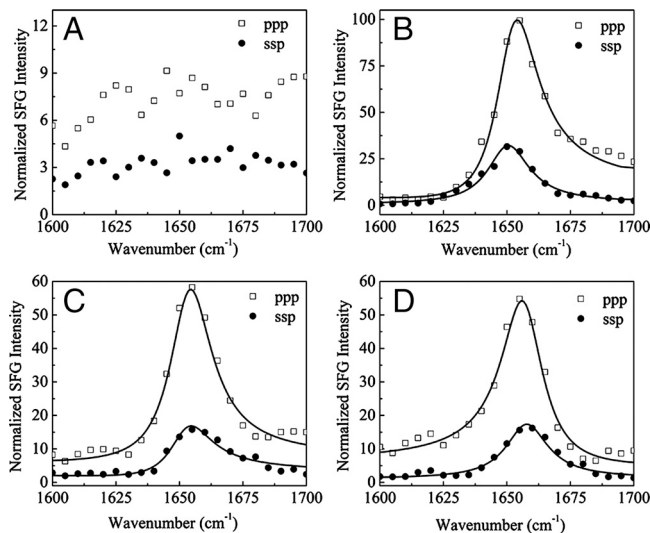 A
ppp
ssp
Normalized SFG Intensity
12
9
6
3
0
1600 1625 1650 1675 1700
Wavenumber (cm⁻¹)
B
ppp
ssp
Normalized SFG Intensity
100
75
50
25
0
1600 1625 1650 1675 1700
Wavenumber (cm⁻¹)
C
ppp
ssp
Normalized SFG Intensity
60
50
40
30
20
10
0
1600 1625 1650 1675 1700
Wavenumber (cm⁻¹)
D
ppp
ssp
Normalized SFG Intensity
60
50
40
30
20
10
0
1600 1625 1650 1675 1700
Wavenumber (cm⁻¹)